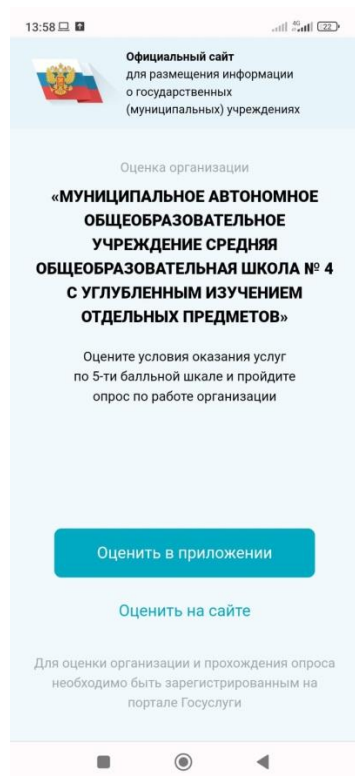 13:58
4G
22
Официальный сайт
для размещения информации
о государственных
(муниципальных) учреждениях
Оценка организации
«МУНИЦИПАЛЬНОЕ АВТОНОМНОЕ
ОБЩЕОБРАЗОВАТЕЛЬНОЕ
УЧРЕЖДЕНИЕ СРЕДНЯЯ
ОБЩЕОБРАЗОВАТЕЛЬНАЯ ШКОЛА № 4
С УГЛУБЛЕННЫМ ИЗУЧЕНИЕМ
ОТДЕЛЬНЫХ ПРЕДМЕТОВ»
Оцените условия оказания услуг
по 5-ти балльной шкале и пройдите
опрос по работе организации
Оценить в приложении
Оценить на сайте
Для оценки организации и прохождения опроса
необходимо быть зарегистрированным на
портале Госуслуги